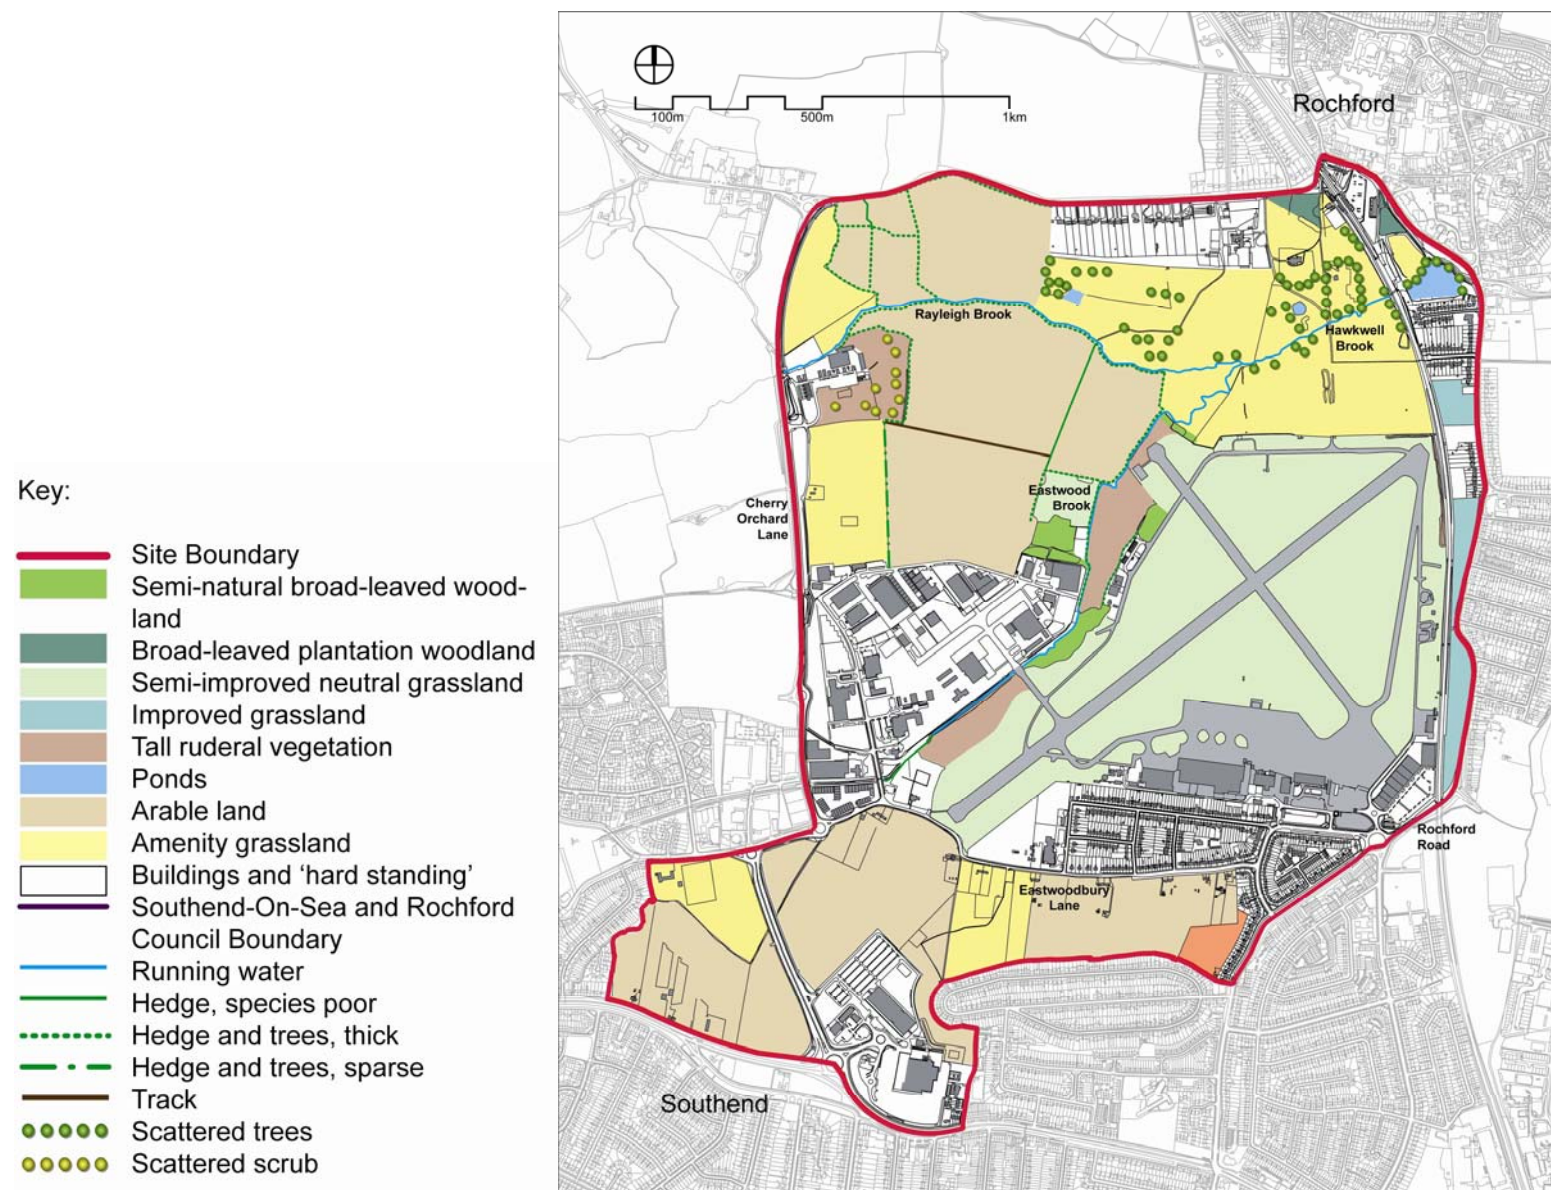 Key:
Site Boundary
Semi-natural broad-leaved wood-
land
Broad-leaved plantation woodland
Semi-improved neutral grassland
Improved grassland
Tall ruderal vegetation
Ponds
Arable land
Amenity grassland
Buildings and ‘hard standing’
Southend-On-Sea and Rochford
Council Boundary
Running water
Hedge, species poor
Hedge and trees, thick
Hedge and trees, sparse
Track
Scattered trees
Scattered scrub
100m
500m
1km
Rochford
Rayleigh Brook
Hawkwell
Brook
Cherry
Orchard
Lane
Eastwood
Brook
Rochford
Road
Eastwoodbury
Lane
Southend